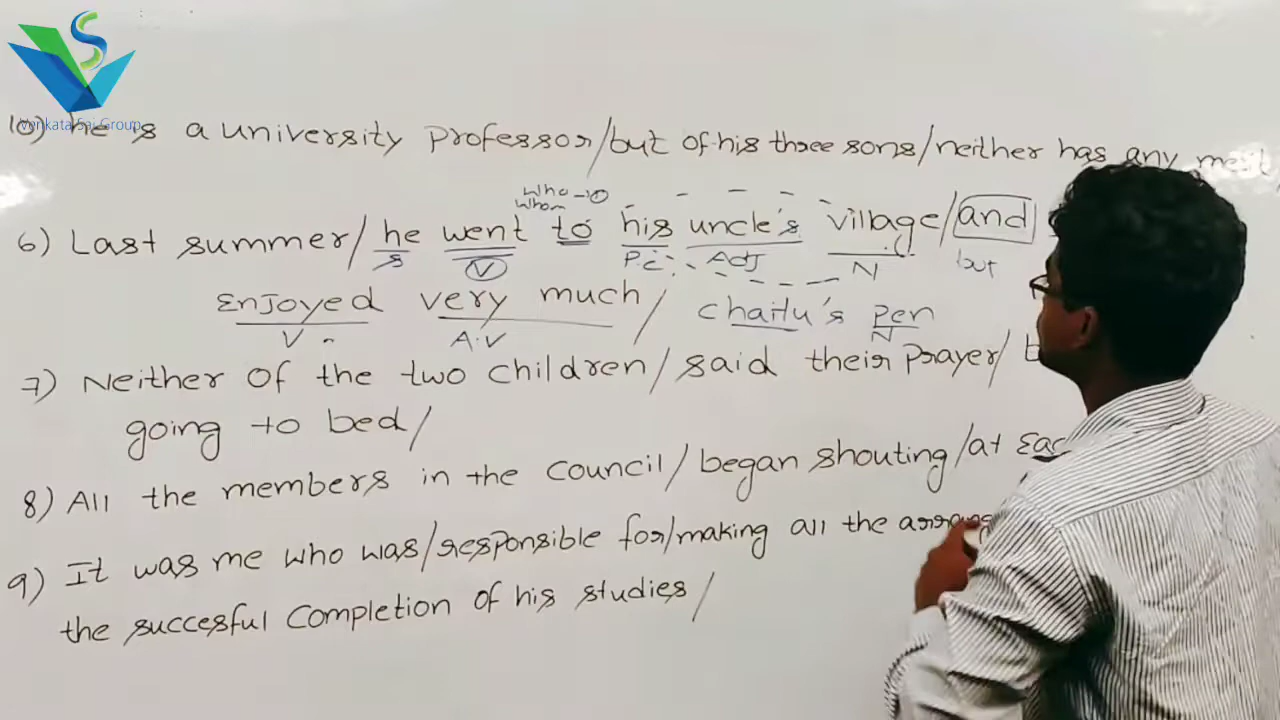 S
Venkata Sai Group
10) he is a university professor/but of his three sons/neither has any merit/
who
whom
6) Last summer/he went to his uncle's village/and
S V Adj N but
Enjoyed very much/ chaitu's pen
V A.V N
7) Neither of the two children/said their prayer/
going to bed/
8) All the members in the council/began shouting/at
9) It was me who was/responsible for/making all the
the succesful completion of his studies/